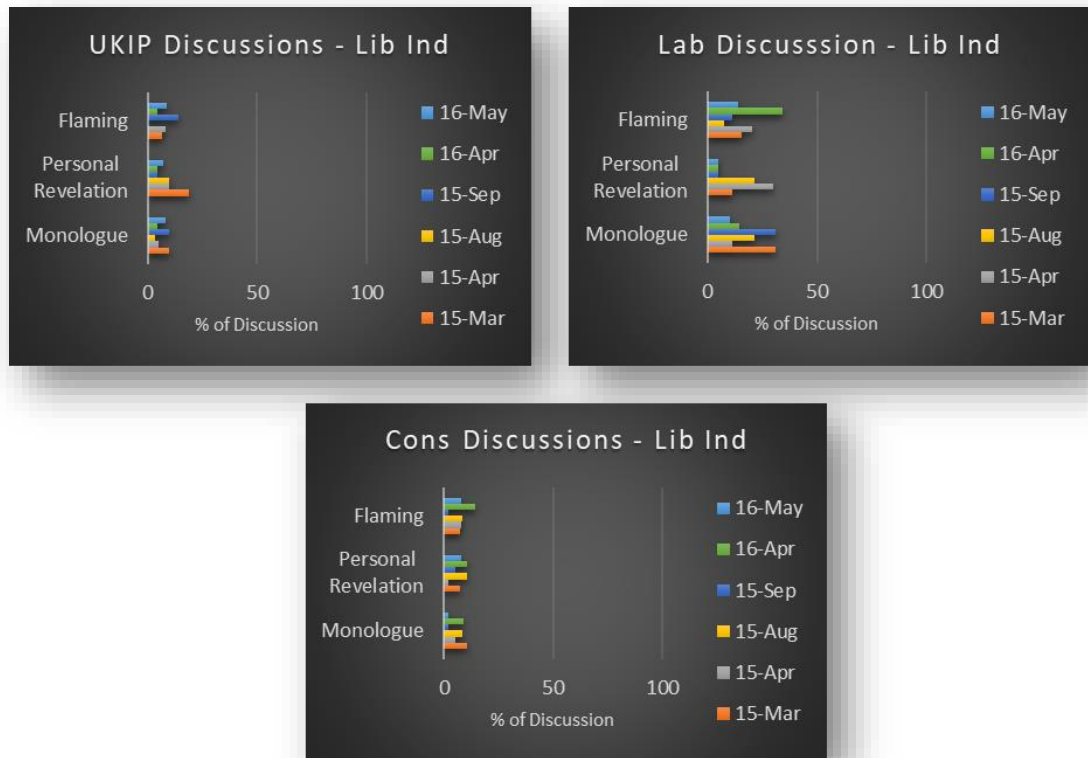 UKIP Discussions - Lib Ind
Flaming
Personal
Revelation
Monologue
0 50 100
% of Discussion
16-May
16-Apr
15-Sep
15-Aug
15-Apr
15-Mar
Lab Discusssion - Lib Ind
Flaming
Personal
Revelation
Monologue
0 50 100
% of Discussion
16-May
16-Apr
15-Sep
15-Aug
15-Apr
15-Mar
Cons Discussions - Lib Ind
Flaming
Personal
Revelation
Monologue
0 50 100
% of Discussion
16-May
16-Apr
15-Sep
15-Aug
15-Apr
15-Mar